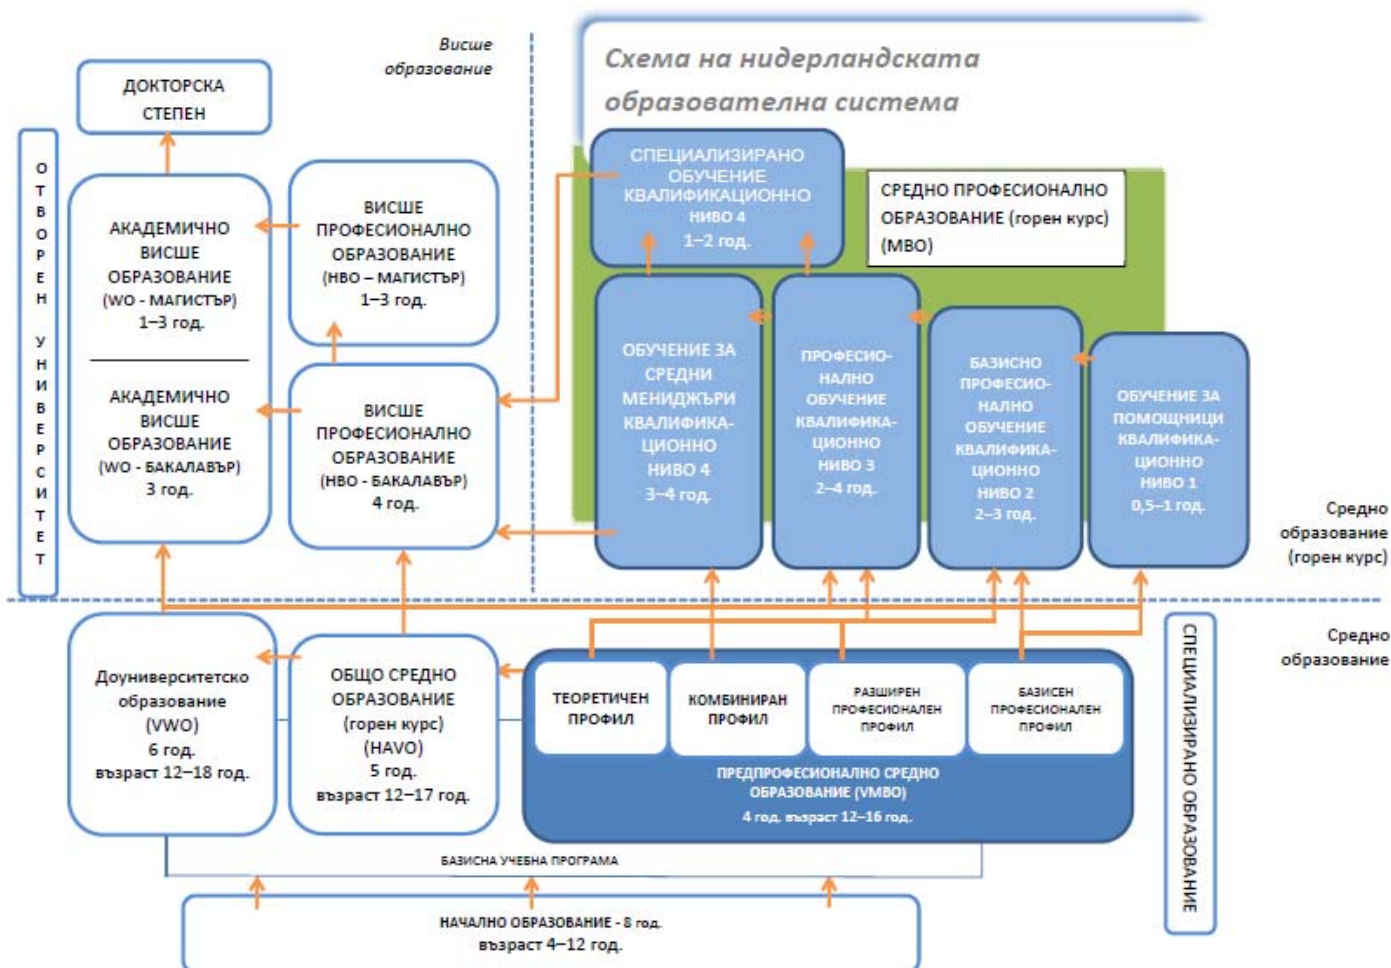 Висше
образование
Схема на нидерландската
образователна система
ДОКТОРСКА
СТЕПЕН
ОТВОРЕН УНИВЕРСИТЕТ
АКАДЕМИЧНО
ВИСШЕ
ОБРАЗОВАНИЕ
(WO - МАГИСТЪР)
1–3 год.
АКАДЕМИЧНО
ВИСШЕ
ОБРАЗОВАНИЕ
(WO - БАКАЛАВЪР)
3 год.
ВИСШЕ
ПРОФЕСИОНАЛНО
ОБРАЗОВАНИЕ
(HBO – МАГИСТЪР)
1–3 год.
ВИСШЕ
ПРОФЕСИОНАЛНО
ОБРАЗОВАНИЕ
(HBO - БАКАЛАВЪР)
4 год.
СПЕЦИАЛИЗИРАНО
ОБУЧЕНИЕ
КВАЛИФИКАЦИОННО
НИВО 4
1–2 год.
СРЕДНО ПРОФЕСИОНАЛНО
ОБРАЗОВАНИЕ (горен курс)
(MBO)
ОБУЧЕНИЕ ЗА
СРЕДНИ
МЕНИДЖЪРИ
КВАЛИФИКА-
ЦИОННО
НИВО 4
3–4 год.
ПРОФЕСИО-
НАЛНО
ОБУЧЕНИЕ
КВАЛИФИКА-
ЦИОННО
НИВО 3
2–4 год.
БАЗИСНО
ПРОФЕСИО-
НАЛНО
ОБУЧЕНИЕ
КВАЛИФИКА-
ЦИОННО
НИВО 2
2–3 год.
ОБУЧЕНИЕ ЗА
ПОМОЩНИЦИ
КВАЛИФИКА-
ЦИОННО
НИВО 1
0,5–1 год.
Средно
образование
(горен курс)
Средно
образование
СПЕЦИАЛИЗИРАНО ОБРАЗОВАНИЕ
Доуниверситетско
образование
(VWO)
6 год.
възраст 12–18 год.
ОБЩО СРЕДНО
ОБРАЗОВАНИЕ
(горен курс)
(HAVO)
5 год.
възраст 12–17 год.
ТЕОРЕТИЧЕН
ПРОФИЛ
КОМБИНИРАН
ПРОФИЛ
РАЗШИРЕН
ПРОФЕСИОНАЛЕН
ПРОФИЛ
БАЗИСЕН
ПРОФЕСИОНАЛЕН
ПРОФИЛ
ПРЕДПРОФЕСИОНАЛНО СРЕДНО
ОБРАЗОВАНИЕ (VMBO)
4 год. възраст 12–16 год.
БАЗИСНА УЧЕБНА ПРОГРАМА
НАЧАЛНО ОБРАЗОВАНИЕ - 8 год.
възраст 4–12 год.